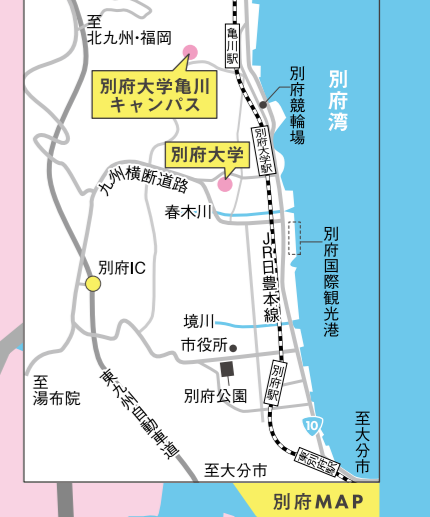 至
北九州・福岡
亀川駅
別府大学亀川
キャンパス
別府競輪場
別府湾
別府大学
別府大学駅
九州横断道路
春木川
JR日豊本線
別府国際観光港
別府IC
境川
市役所
別府公園
別府駅
至
湯布院
東九州自動車道
10
東別府駅
至大分市
至大分市
別府MAP